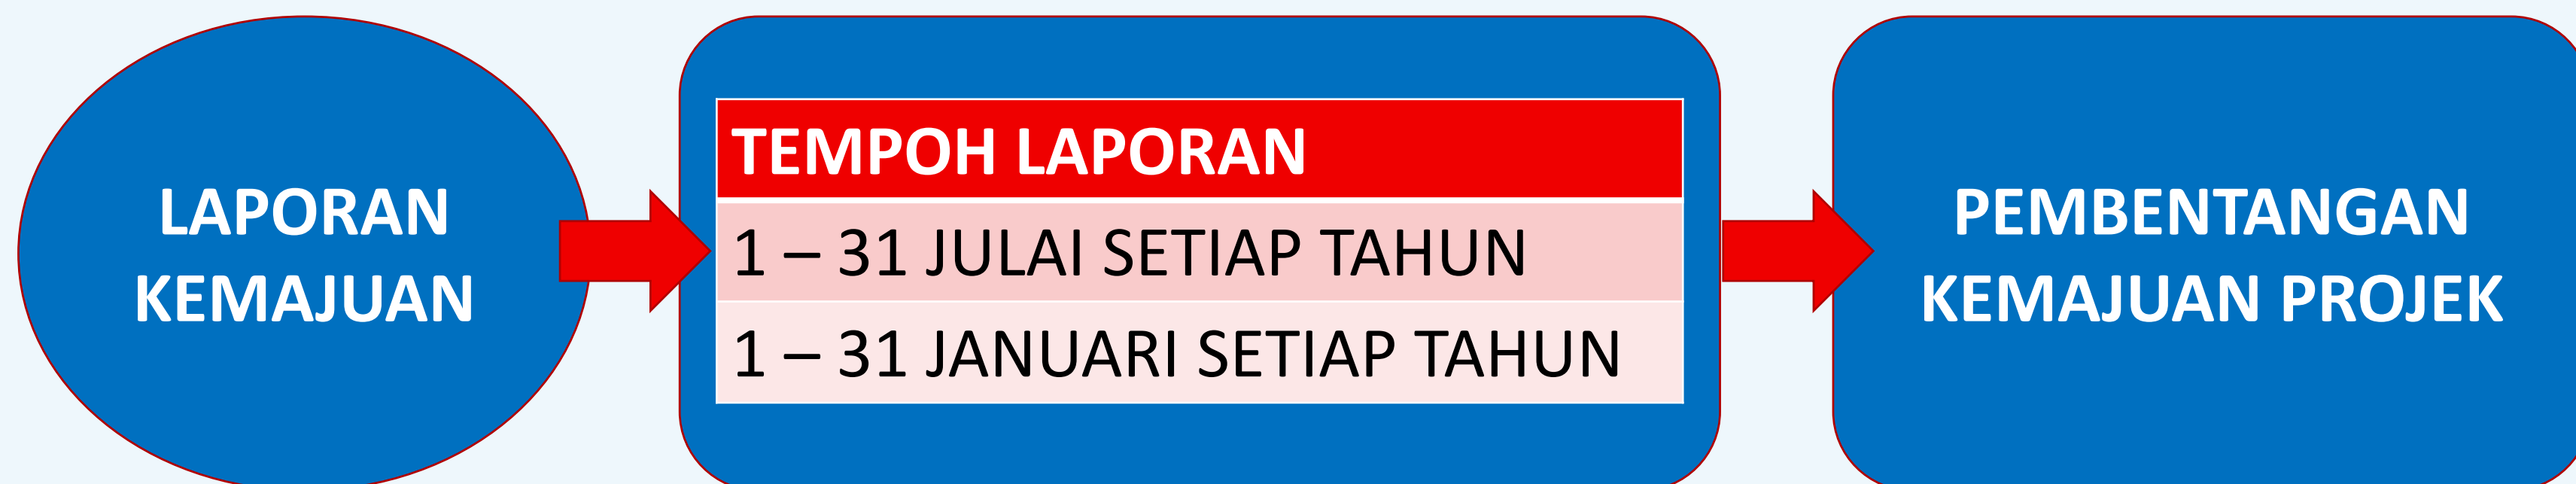 LAPORAN
KEMAJUAN
TEMPOH LAPORAN
1 – 31 JULAI SETIAP TAHUN
1 – 31 JANUARI SETIAP TAHUN
PEMBENTANGAN
KEMAJUAN PROJEK